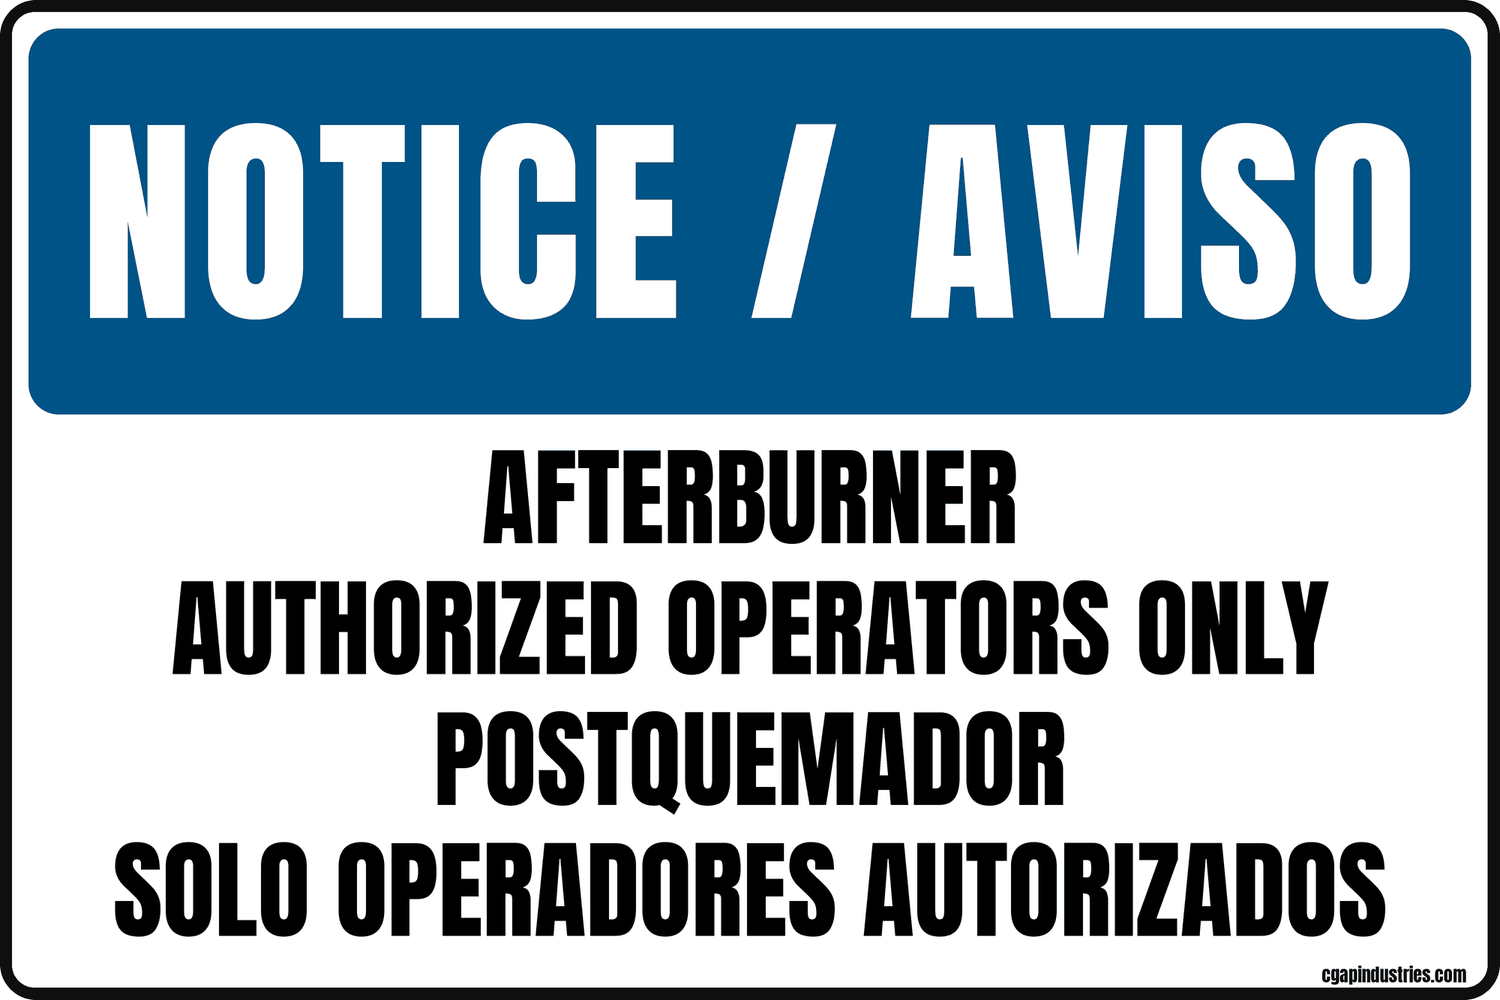 NOTICE / AVISO
AFTERBURNER
AUTHORIZED OPERATORS ONLY
POSTQUEMADOR
SOLO OPERADORES AUTORIZADOS
cgapindustries.com